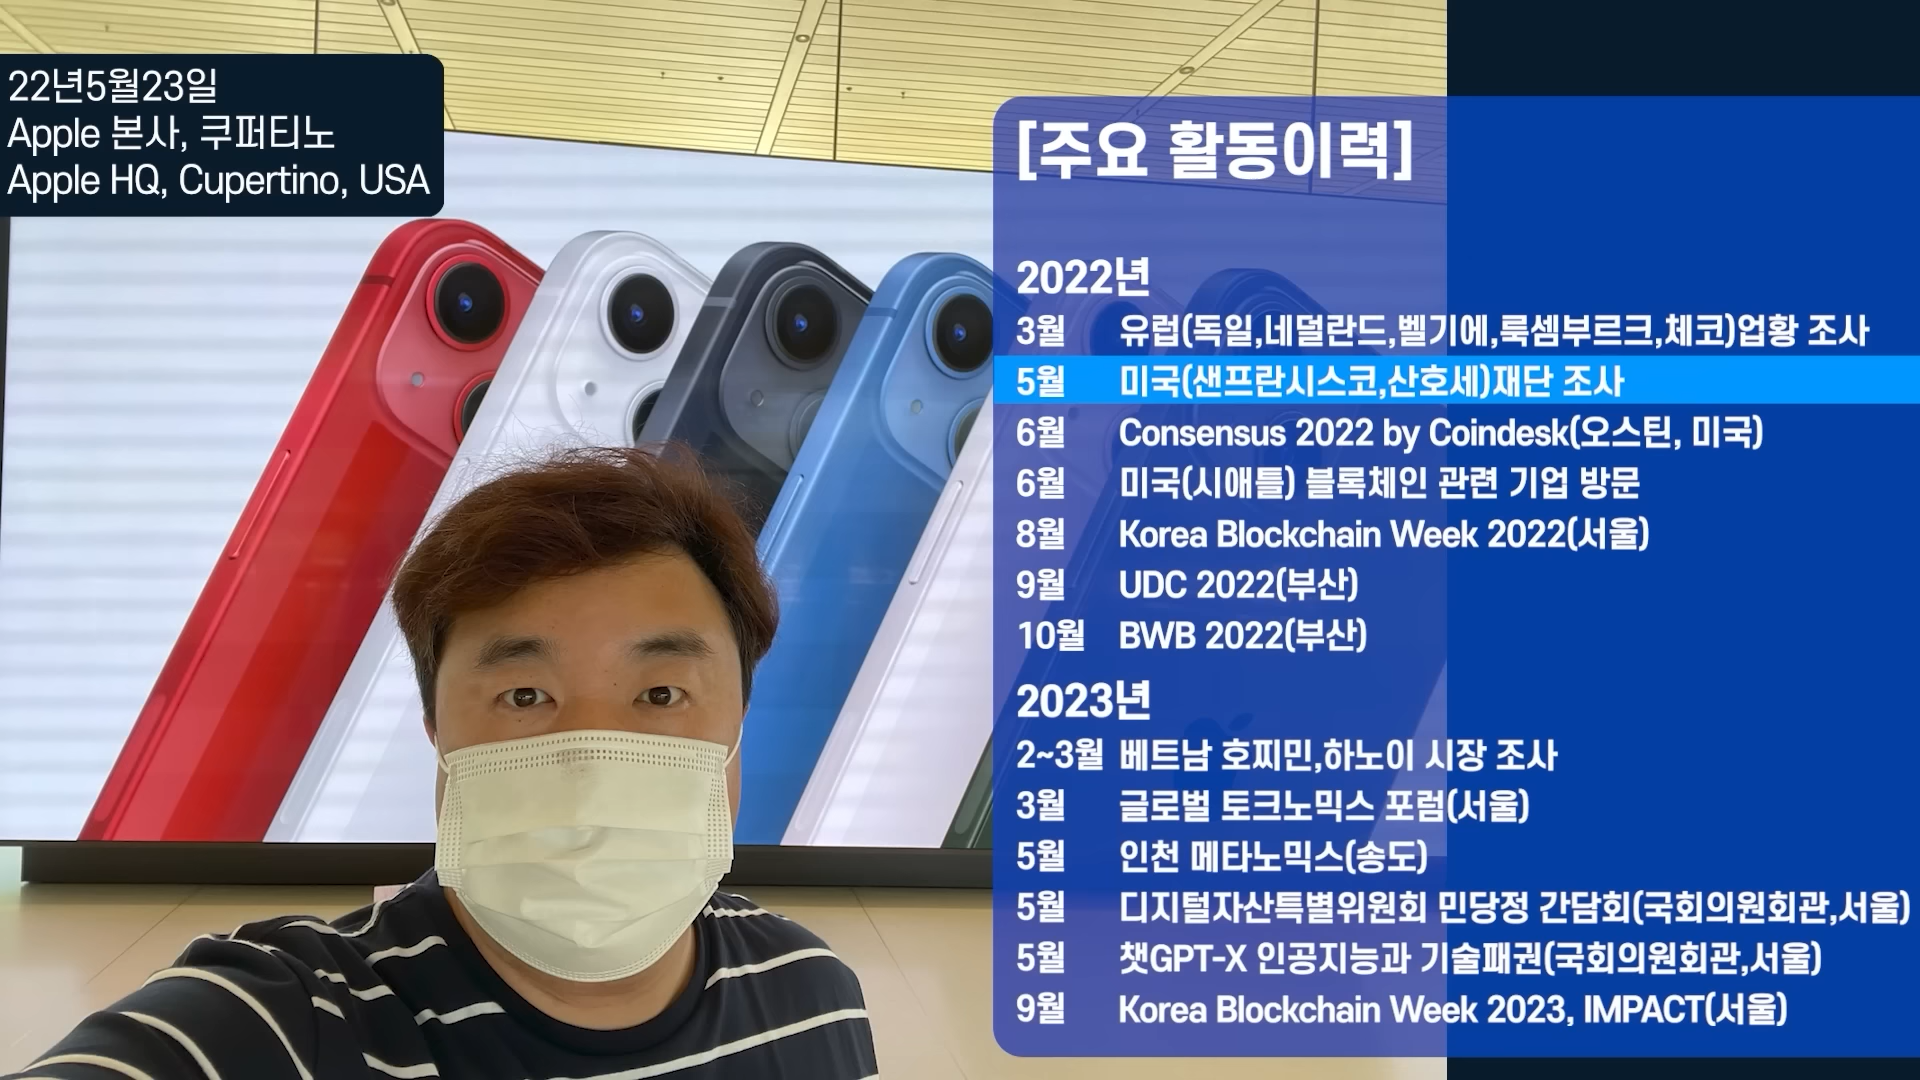 22년5월23일
Apple 본사, 쿠퍼티노
Apple HQ, Cupertino, USA
[주요 활동이력]
2022년
3월 유럽(독일,네덜란드,벨기에,룩셈부르크,체코)업황 조사
5월 미국(샌프란시스코,산호세)재단 조사
6월 Consensus 2022 by Coindesk(오스틴, 미국)
6월 미국(시애틀) 블록체인 관련 기업 방문
8월 Korea Blockchain Week 2022(서울)
9월 UDC 2022(부산)
10월 BWB 2022(부산)
2023년
2~3월 베트남 호찌민,하노이 시장 조사
3월 글로벌 토크노믹스 포럼(서울)
5월 인천 메타노믹스(송도)
5월 디지털자산특별위원회 민당정 간담회(국회의원회관,서울)
5월 챗GPT-X 인공지능과 기술패권(국회의원회관,서울)
9월 Korea Blockchain Week 2023, IMPACT(서울)